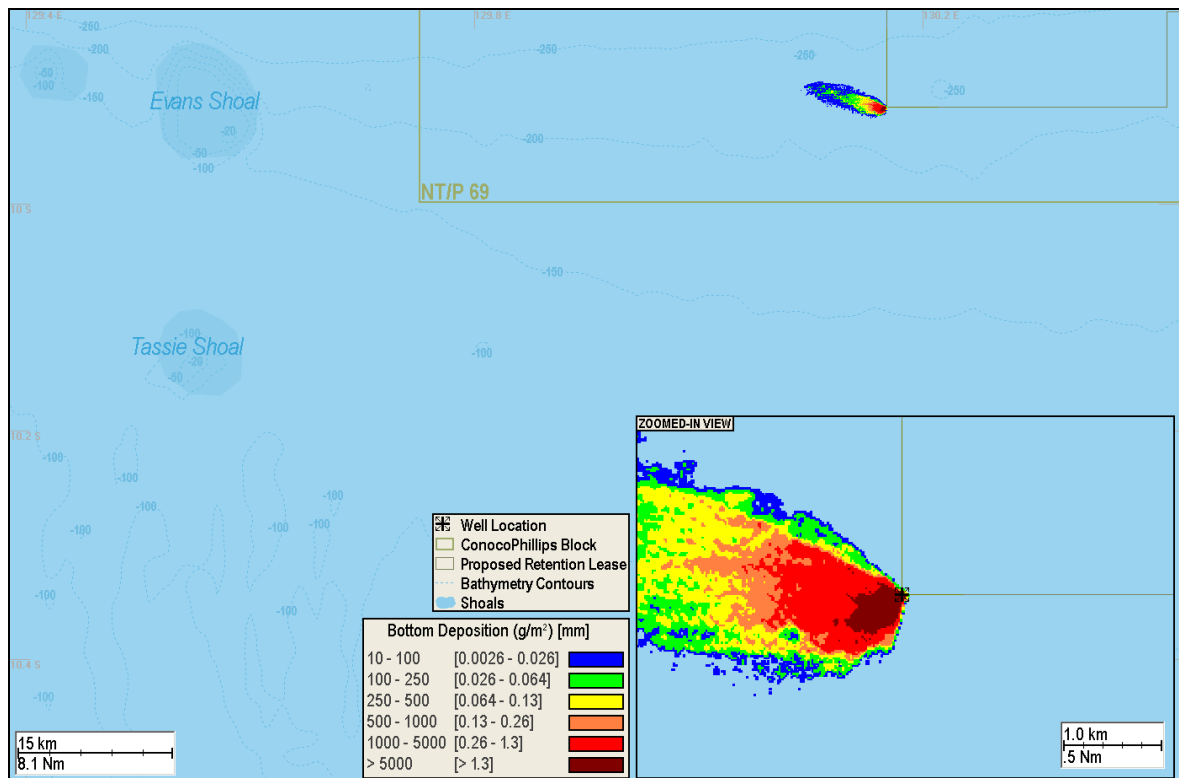 129.4 E
129.8 E
130.2 E
-250
-200
-50
-100
-150
Evans Shoal
-20
-50
-100
-250
-250
-250
-200
NT/P 69
10 S
-150
-100
Tassie Shoal
-20
-50
-100
10.2 S
-100
-100
-100
-100
-100
-100
-100
-100
-100
10.4 S
-100
-100
ZOOMED-IN VIEW
Well Location
ConocoPhillips Block
Proposed Retention Lease
Bathymetry Contours
Shoals
Bottom Deposition (g/m²) [mm]
10 - 100 [0.0026 - 0.026]
100 - 250 [0.026 - 0.064]
250 - 500 [0.064 - 0.13]
500 - 1000 [0.13 - 0.26]
1000 - 5000 [0.26 - 1.3]
> 5000 [> 1.3]
15 km
8.1 Nm
1.0 km
.5 Nm